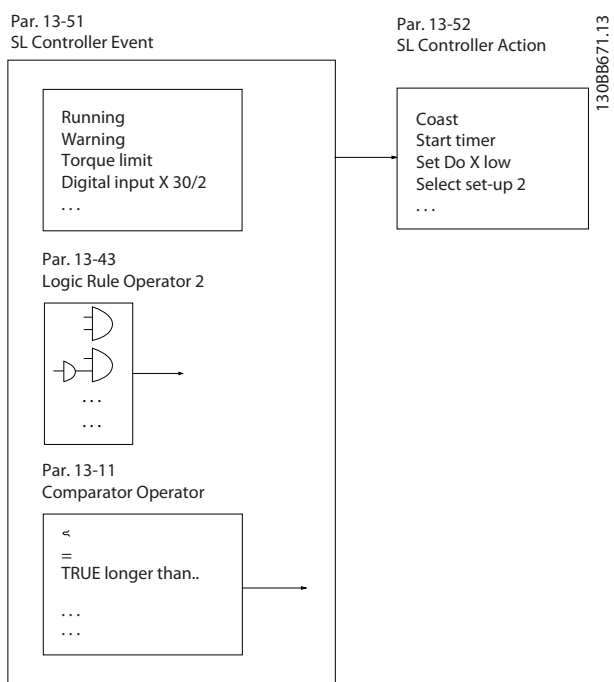 Par. 13-51
SL Controller Event
Par. 13-52
SL Controller Action
130BB671.13
Running
Warning
Torque limit
Digital input X 30/2
. . .
Coast
Start timer
Set Do X low
Select set-up 2
. . .
Par. 13-43
Logic Rule Operator 2
. . .
. . .
Par. 13-11
Comparator Operator
=
TRUE longer than..
. . .
. . .